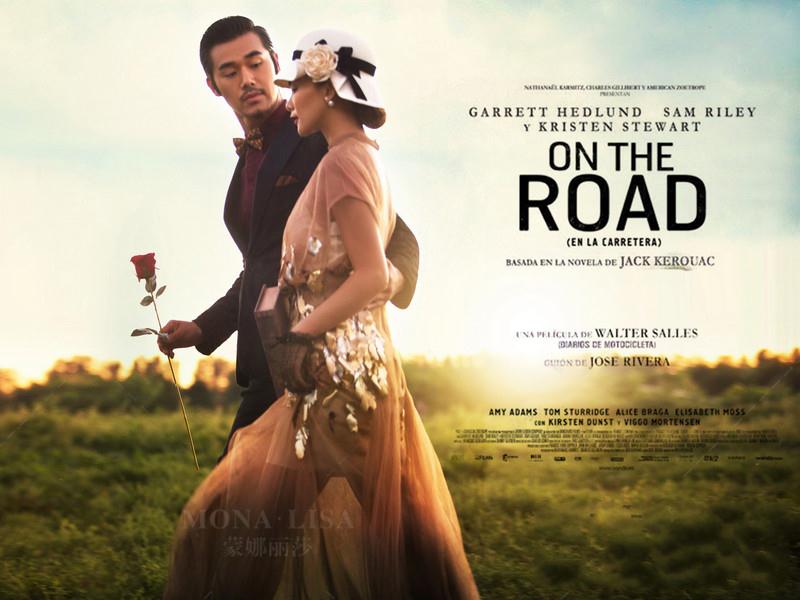 NATHANAËL KARMITZ, CHARLES GILLIBERT Y AMERICAN ZOETROPE
PRESENTAN
GARRETT HEDLUND SAM RILEY
Y KRISTEN STEWART
ON THE
ROAD
(EN LA CARRETERA)
BASADA EN LA NOVELA DE JACK KEROUAC
UNA PELÍCULA DE WALTER SALLES
(DIARIOS DE MOTOCICLETA)
GUIÓN DE JOSE RIVERA
AMY ADAMS TOM STURRIDGE ALICE BRAGA ELISABETH MOSS
CON KIRSTEN DUNST Y VIGGO MORTENSEN
MONA·LISA
蒙娜丽莎